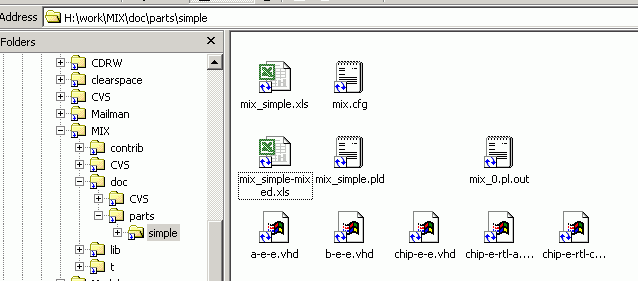 Address H:\work\MIX\doc\parts\simple
Folders
CDRW
clearspace
CVS
Mailman
MIX
contrib
CVS
doc
CVS
parts
simple
lib
t
mix_simple.xls mix.cfg
mix_simple-mix
ed.xls mix_simple.pld mix_0.pl.out
a-e-e.vhd b-e-e.vhd chip-e-e.vhd chip-e-rtl-a.... chip-e-rtl-c...